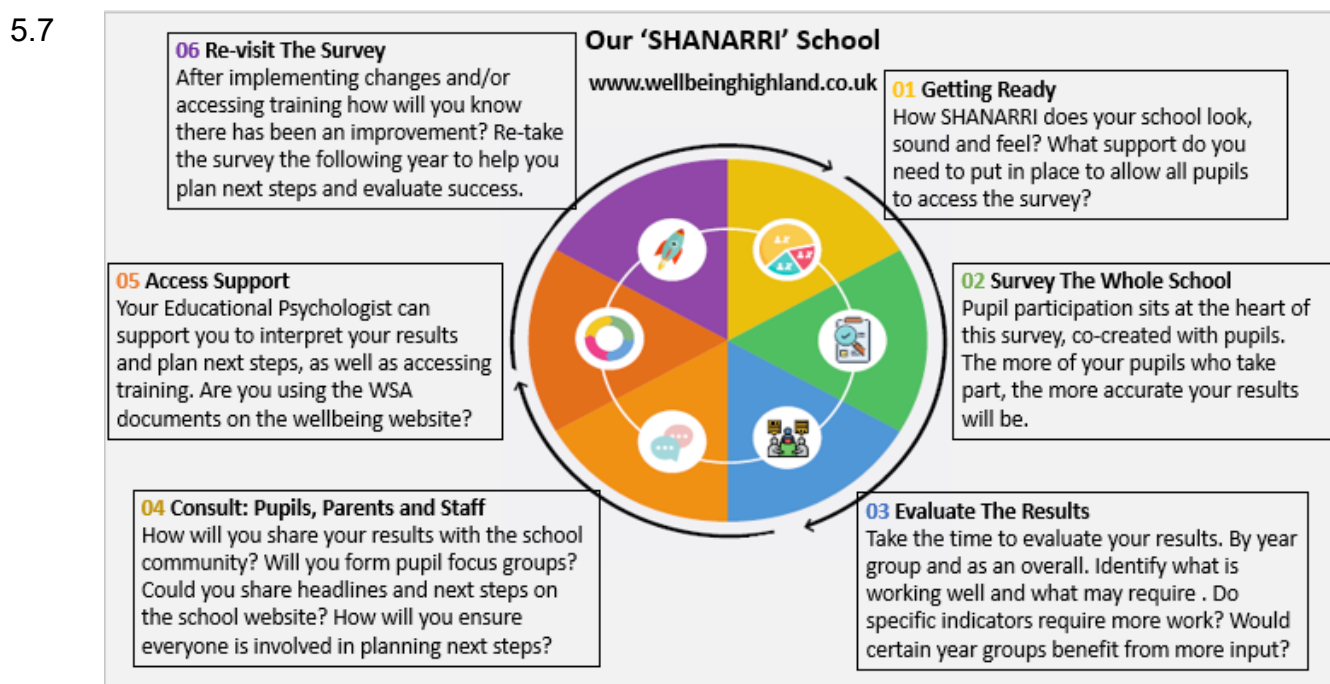 5.7
Our ‘SHANARRI’ School
www.wellbeinghighland.co.uk
01 Getting Ready
How SHANARRI does your school look,
sound and feel? What support do you
need to put in place to allow all pupils
to access the survey?
02 Survey The Whole School
Pupil participation sits at the heart of
this survey, co-created with pupils.
The more of your pupils who take
part, the more accurate your results
will be.
03 Evaluate The Results
Take the time to evaluate your results. By year
group and as an overall. Identify what is
working well and what may require . Do
specific indicators require more work? Would
certain year groups benefit from more input?
04 Consult: Pupils, Parents and Staff
How will you share your results with the school
community? Will you form pupil focus groups?
Could you share headlines and next steps on
the school website? How will you ensure
everyone is involved in planning next steps?
05 Access Support
Your Educational Psychologist can
support you to interpret your results
and plan next steps, as well as accessing
training. Are you using the WSA
documents on the wellbeing website?
06 Re-visit The Survey
After implementing changes and/or
accessing training how will you know
there has been an improvement? Re-take
the survey the following year to help you
plan next steps and evaluate success.